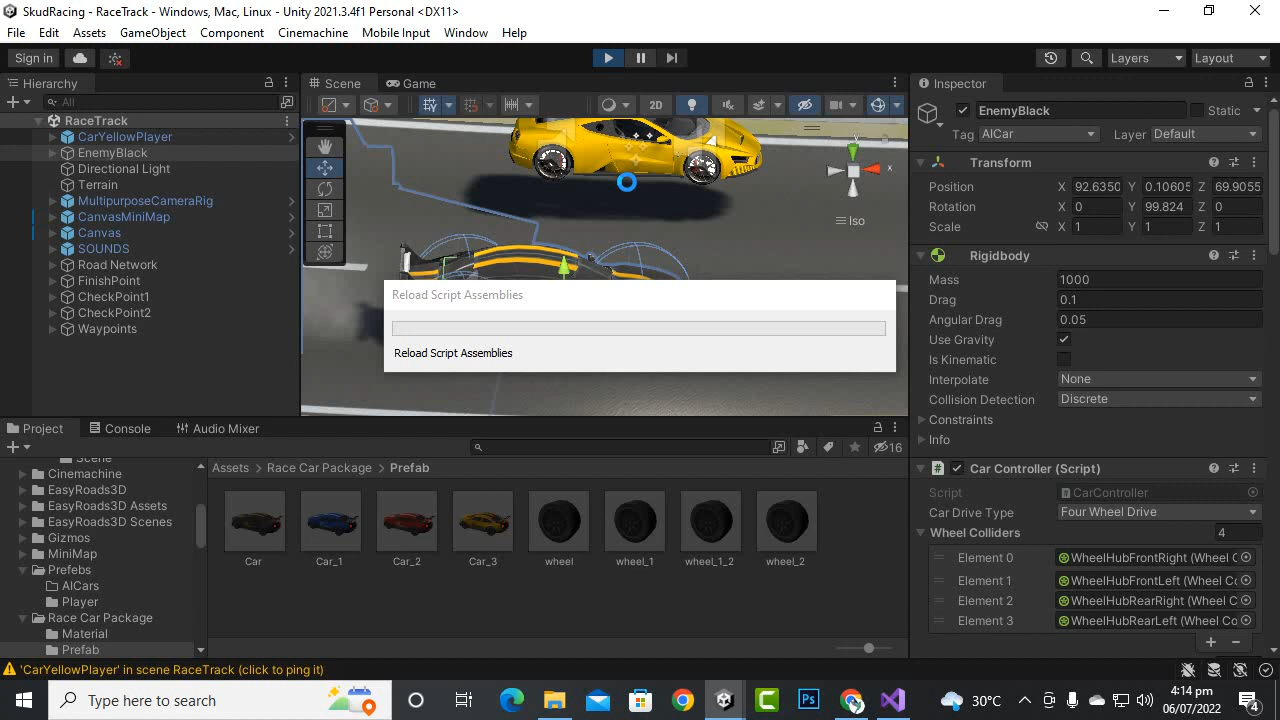 SkudRacing - RaceTrack - Windows, Mac, Linux - Unity 2021.3.4f1 Personal <DX11>
File Edit Assets GameObject Component Cinemachine Mobile Input Window Help
Sign in Layers Layout
Hierarchy Scene Game Inspector
All 2D EnemyBlack Static
RaceTrack Tag AICar Layer Default
CarYellowPlayer
EnemyBlack
Directional Light
Terrain
MultipurposeCameraRig
CanvasMiniMap
Canvas
SOUNDS
Road Network
FinishPoint
CheckPoint1
CheckPoint2
Waypoints
x
Iso
Reload Script Assemblies
Reload Script Assemblies
Transform
Position X 92.6350 Y 0.10605 Z 69.9055
Rotation X 0 Y 99.824 Z 0
Scale X 1 Y 1 Z 1
Rigidbody
Mass 1000
Drag 0.1
Angular Drag 0.05
Use Gravity
Is Kinematic
Interpolate None
Collision Detection Discrete
Constraints
Info
Car Controller (Script)
Script CarController
Car Drive Type Four Wheel Drive
Wheel Colliders 4
Element 0 WheelHubFrontRight (Wheel C
Element 1 WheelHubFrontLeft (Wheel Co
Element 2 WheelHubRearRight (Wheel C
Element 3 WheelHubRearLeft (Wheel Co
Project Console Audio Mixer
16
Scene
Cinemachine
EasyRoads3D
EasyRoads3D Assets
EasyRoads3D Scenes
Gizmos
MiniMap
Prefebs
AICars
Player
Race Car Package
Material
Prefab
Assets > Race Car Package > Prefab
Car Car_1 Car_2 Car_3 wheel wheel_1 wheel_1_2 wheel_2
'CarYellowPlayer' in scene RaceTrack (click to ping it)
Type here to search
Ps
30°C
4:14 pm
06/07/2022
4